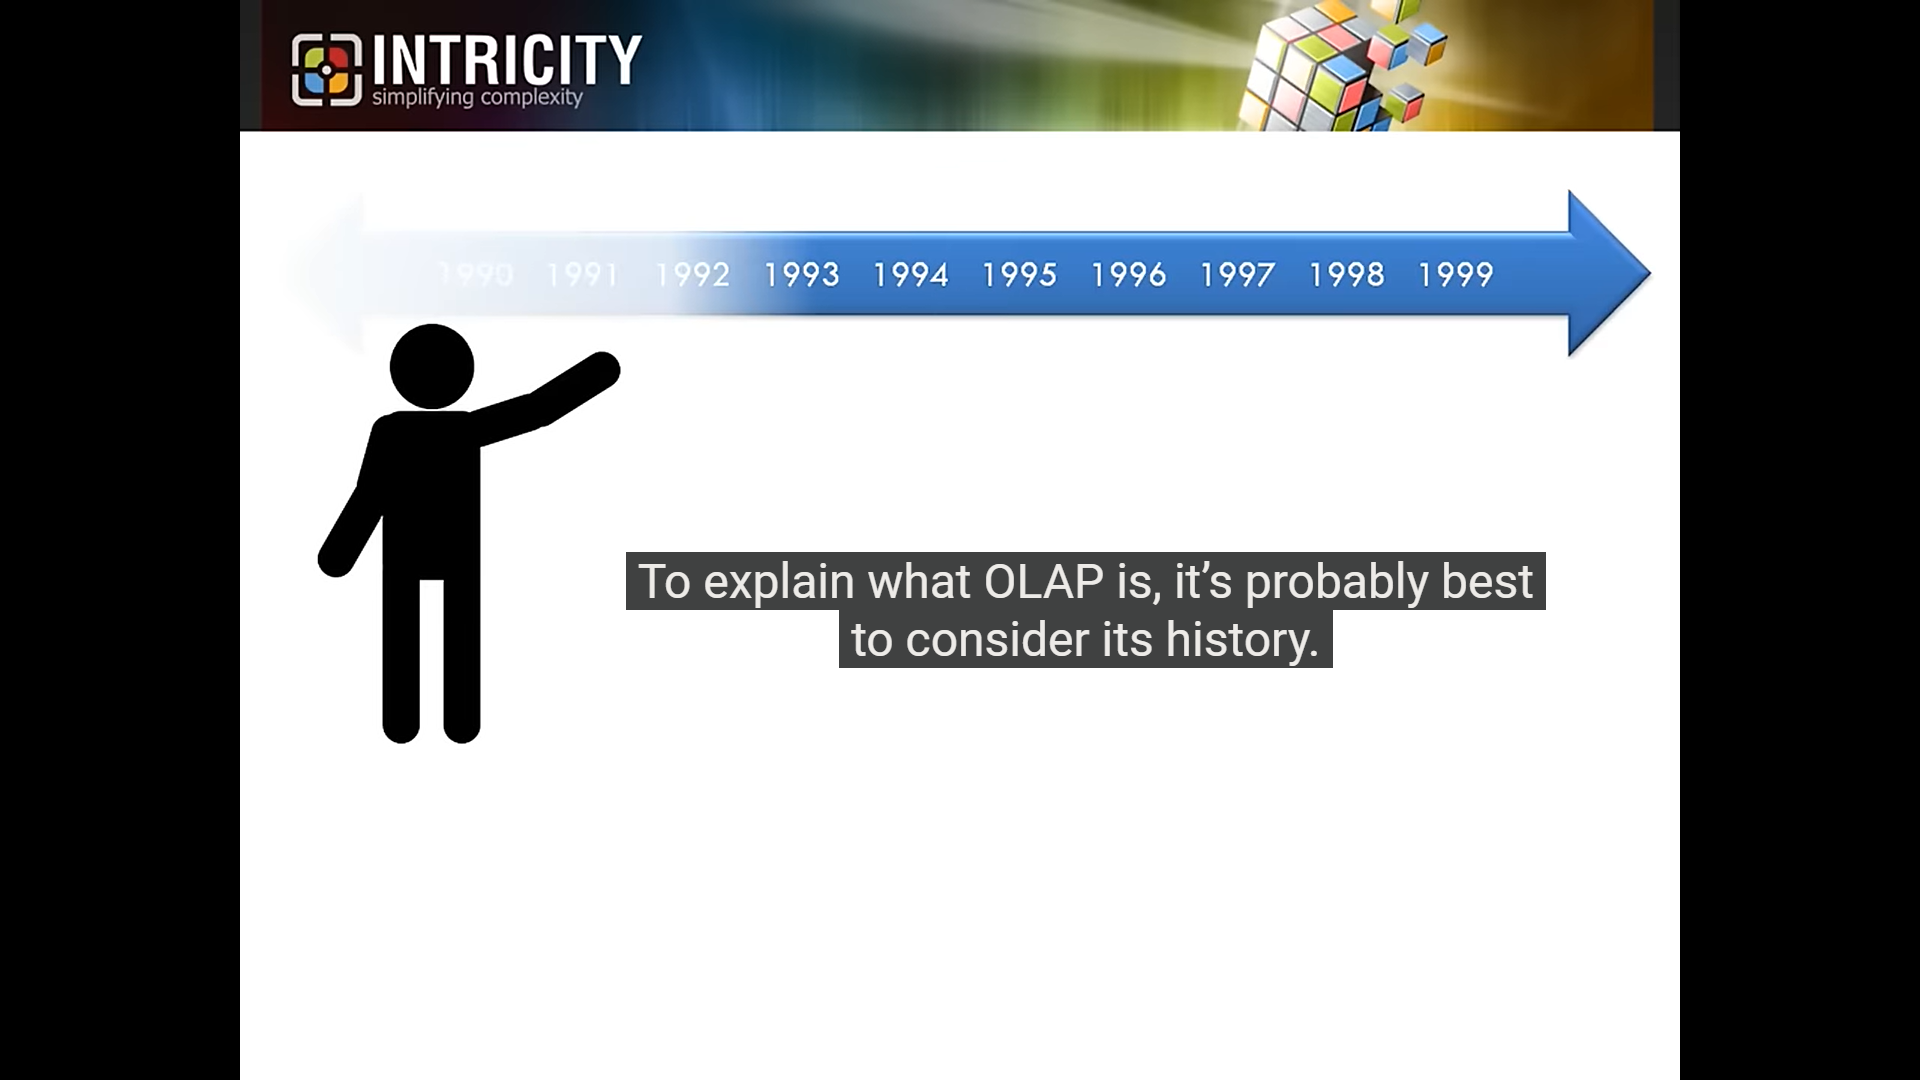 INTRICITY
simplifying complexity
1990 1991 1992 1993 1994 1995 1996 1997 1998 1999
To explain what OLAP is, it’s probably best
to consider its history.